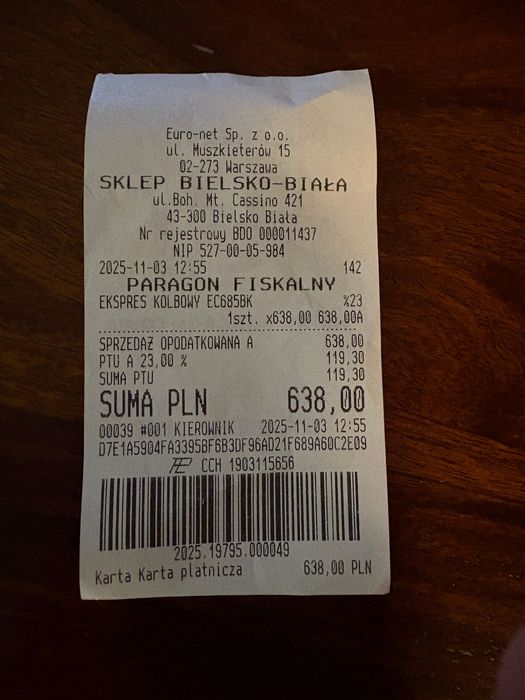 Euro-net Sp. z o.o.
ul. Muszkieterów 15
02-273 Warszawa
SKLEP BIELSKO-BIAŁA
ul.Boh. Mt. Cassino 421
43-300 Bielsko Biała
Nr rejestrowy BDO 000011437
NIP 527-00-05-984
2025-11-03 12:55 142
PARAGON FISKALNY
EKSPRES KOLBOWY EC685BK %23
1szt. x638,00 638,00A
SPRZEDAŻ OPODATKOWANA A 638,00
PTU A 23,00 % 119,30
SUMA PTU 119,30
SUMA PLN 638,00
00039 #001 KIEROWNIK 2025-11-03 12:55
D7E1A5904FA3395BF6B3DF96AD21F689A60C2E09
CCH 1903115656
2025.19795.000049
Karta Karta płatnicza 638,00 PLN